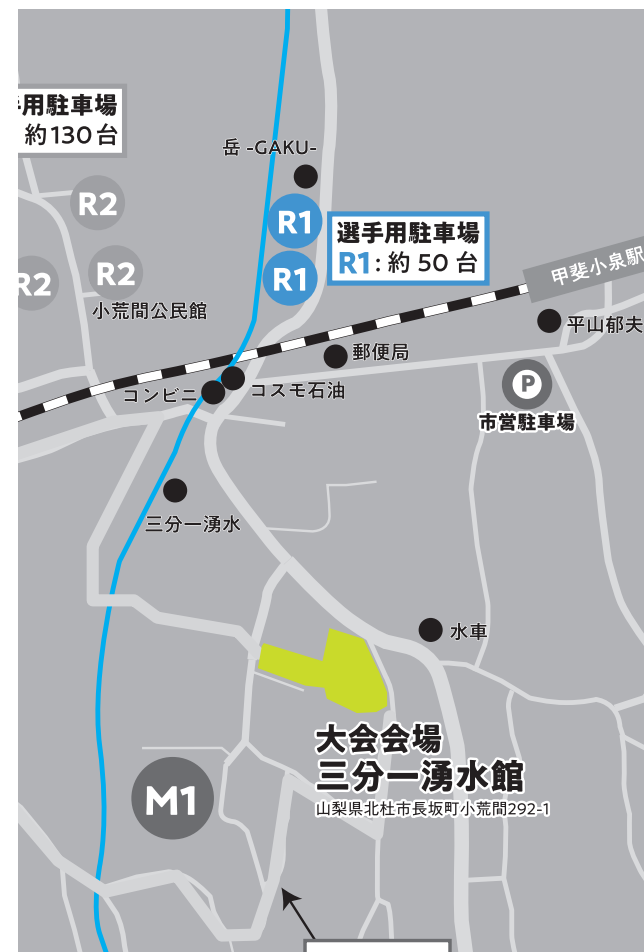 用駐車場
約130台
岳 -GAKU-
R2
R1
選手用駐車場
R1：約 50 台
R1
R2
R2
甲斐小泉駅
小荒間公民館
平山郁夫
郵便局
コンビニ
コスモ石油
P
市営駐車場
三分一湧水
水車
大会会場
三分一湧水館
山梨県北杜市長坂町小荒間292-1
M1